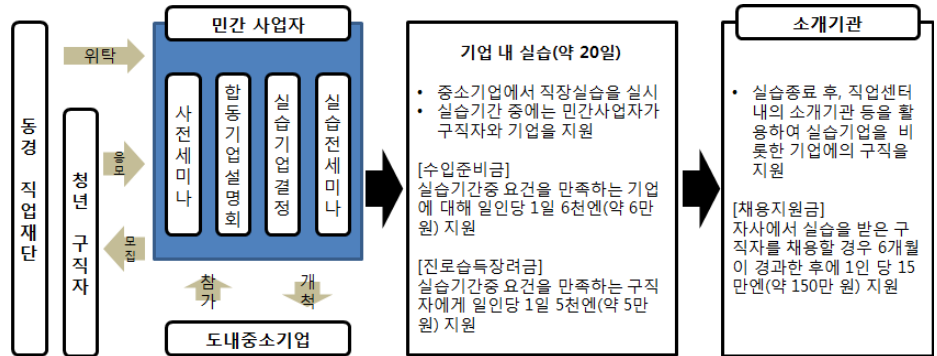 동경 직업재단
청년 구직자
위탁
응모
모집
민간 사업자
사전세미나
합동기업설명회
실습기업결정
실습전세미나
참가
개척
도내중소기업
기업 내 실습(약 20일)
• 중소기업에서 직장실습을 실시
• 실습기간 중에는 민간사업자가
구직자와 기업을 지원
[수입준비금]
실습기간중 요건을 만족하는 기업
에 대해 일인당 1일 6천엔(약 6만
원) 지원
[진로습득장려금]
실습기간중 요건을 만족하는 구직
자에게 일인당 1일 5천엔(약 5만
원) 지원
소개기관
• 실습종료 후, 직업센터
내의 소개기관 등을 활
용하여 실습기업을 비
롯한 기업에의 구직을
지원
[채용지원금]
자사에서 실습을 받은 구
직자를 채용할 경우 6개월
이 경과한 후에 1인 당 15
만엔(약 150만 원) 지원